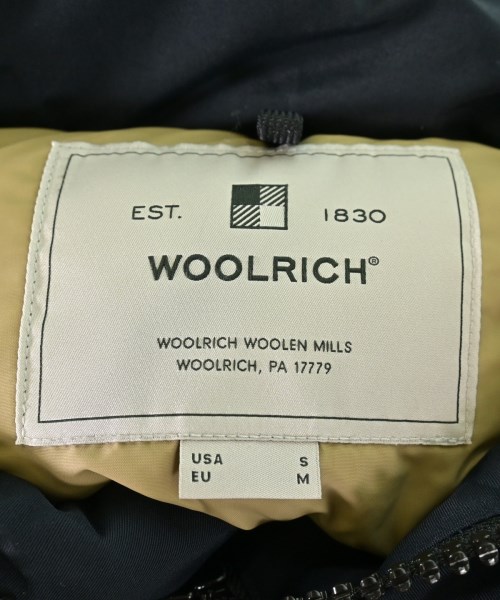 EST. 1830
WOOLRICH®
WOOLRICH WOOLEN MILLS
WOOLRICH, PA 17779
USA S
EU M